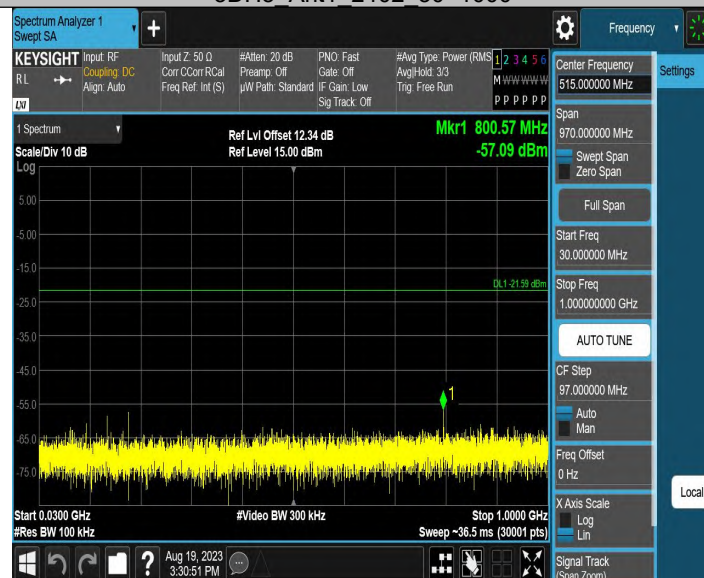 Spectrum Analyzer 1
Swept SA
+
Frequency
KEYSIGHT
RL
LXI
Input: RF
Coupling: DC
Align: Auto
Input Z: 50 Ω
Corr CCorr RCal
Freq Ref: Int (S)
#Atten: 20 dB
Preamp: Off
µW Path: Standard
PNO: Fast
Gate: Off
IF Gain: Low
Sig Track: Off
#Avg Type: Power (RMS
Avg|Hold: 3/3
Trig: Free Run
1 2 3 4 5 6
M W W W W W
P P P P P P
1 Spectrum
Scale/Div 10 dB
Log
Ref Lvl Offset 12.34 dB
Ref Level 15.00 dBm
Mkr1 800.57 MHz
-57.09 dBm
5.00
-5.00
-15.0
-25.0
-35.0
-45.0
-55.0
-65.0
-75.0
DL1 -21.59 dBm
1
Start 0.0300 GHz
#Res BW 100 kHz
#Video BW 300 kHz
Stop 1.0000 GHz
Sweep ~36.5 ms (30001 pts)
?
Aug 19, 2023
3:30:51 PM
Center Frequency
515.000000 MHz
Span
970.000000 MHz
Swept Span
Zero Span
Full Span
Start Freq
30.000000 MHz
Stop Freq
1.000000000 GHz
AUTO TUNE
CF Step
97.000000 MHz
Auto
Man
Freq Offset
0 Hz
X Axis Scale
Log
Lin
Signal Track
(Span Zoom)
Settings
Local